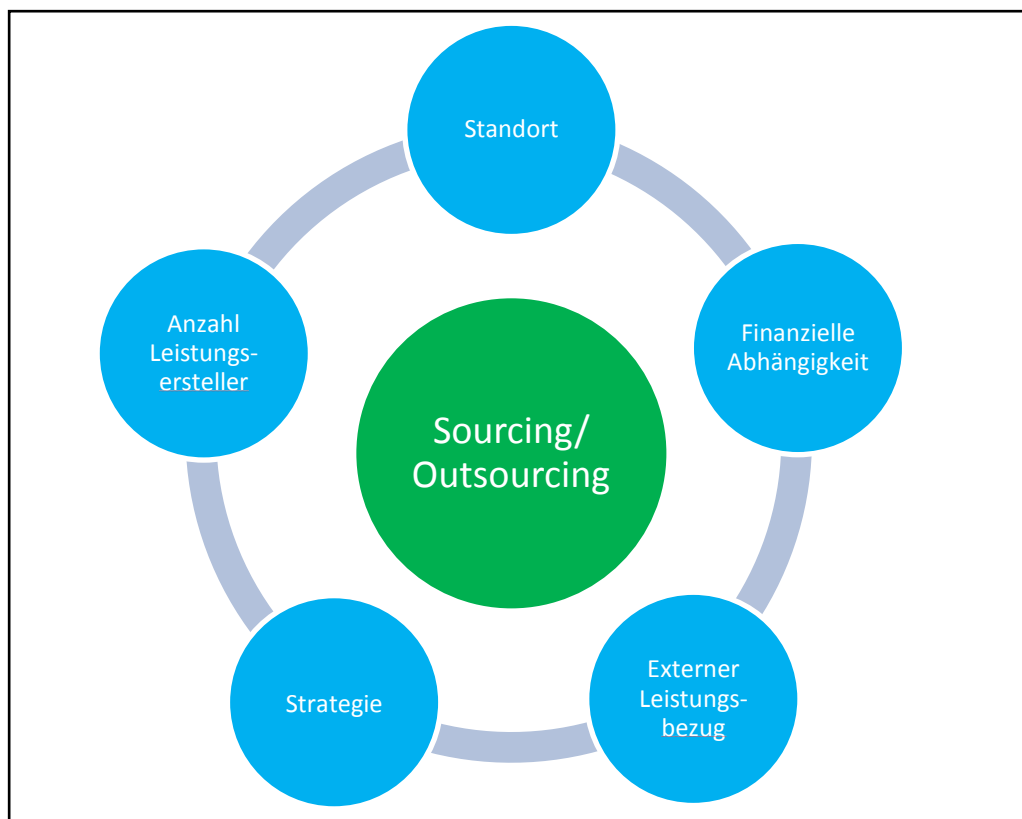 Standort
Finanzielle
Abhängigkeit
Externer
Leistungs-
bezug
Strategie
Anzahl
Leistungs-
ersteller
Sourcing/
Outsourcing